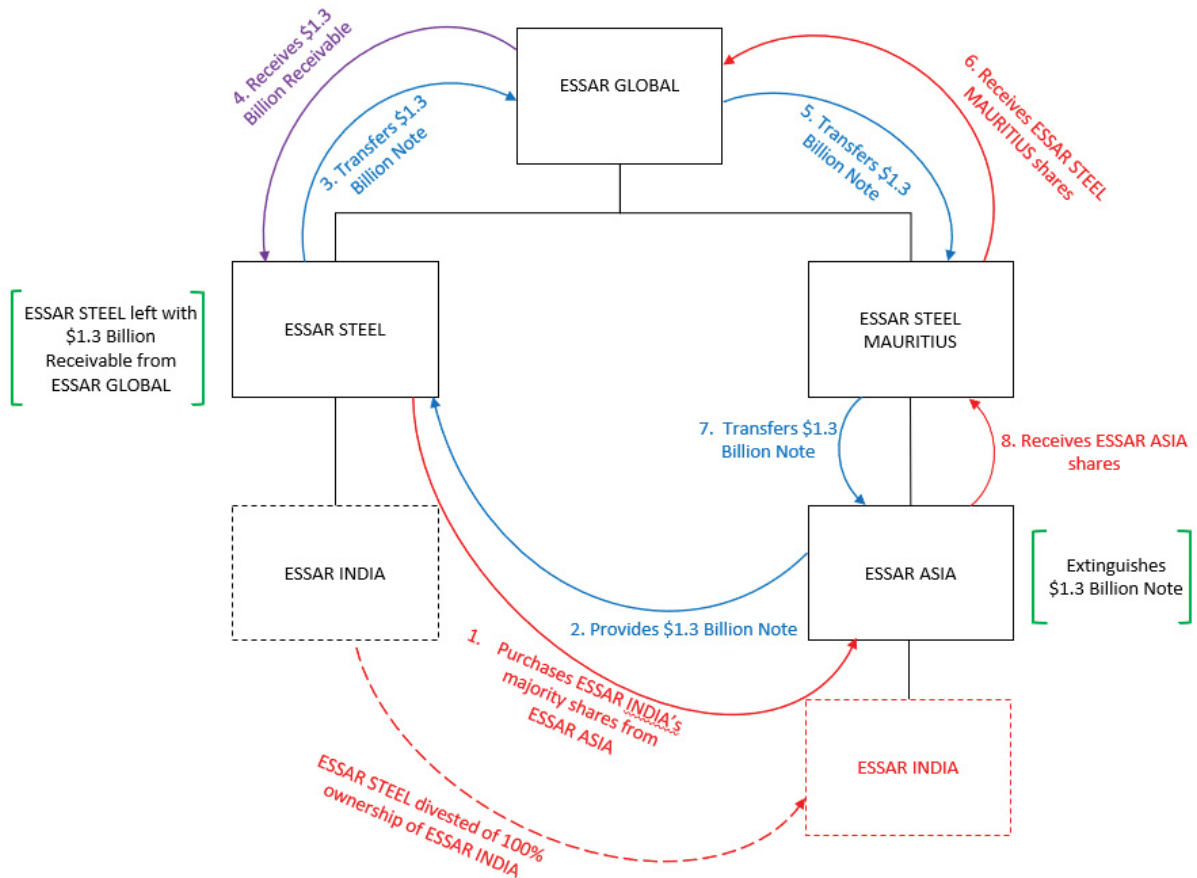 4. Receives $1.3
Billion Receivable
ESSAR GLOBAL
6. Receives ESSAR STEEL
MAURITIUS shares
3. Transfers $1.3
Billion Note
5. Transfers $1.3
Billion Note
ESSAR STEEL left with
$1.3 Billion
Receivable from
ESSAR GLOBAL
ESSAR STEEL
ESSAR STEEL
MAURITIUS
7. Transfers $1.3
Billion Note
8. Receives ESSAR ASIA
shares
ESSAR INDIA
ESSAR ASIA
Extinguishes
$1.3 Billion Note
2. Provides $1.3 Billion Note
1. Purchases ESSAR INDIA's
majority shares from
ESSAR ASIA
ESSAR INDIA
ESSAR STEEL divested of 100%
ownership of ESSAR INDIA